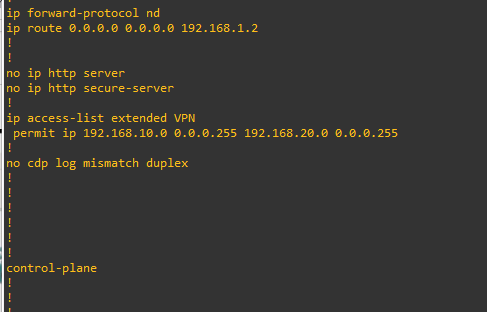 !
ip forward-protocol nd
ip route 0.0.0.0 0.0.0.0 192.168.1.2
!
!
no ip http server
no ip http secure-server
!
ip access-list extended VPN
 permit ip 192.168.10.0 0.0.0.255 192.168.20.0 0.0.0.255
!
no cdp log mismatch duplex
!
!
!
!
!
!
control-plane
!
!
!